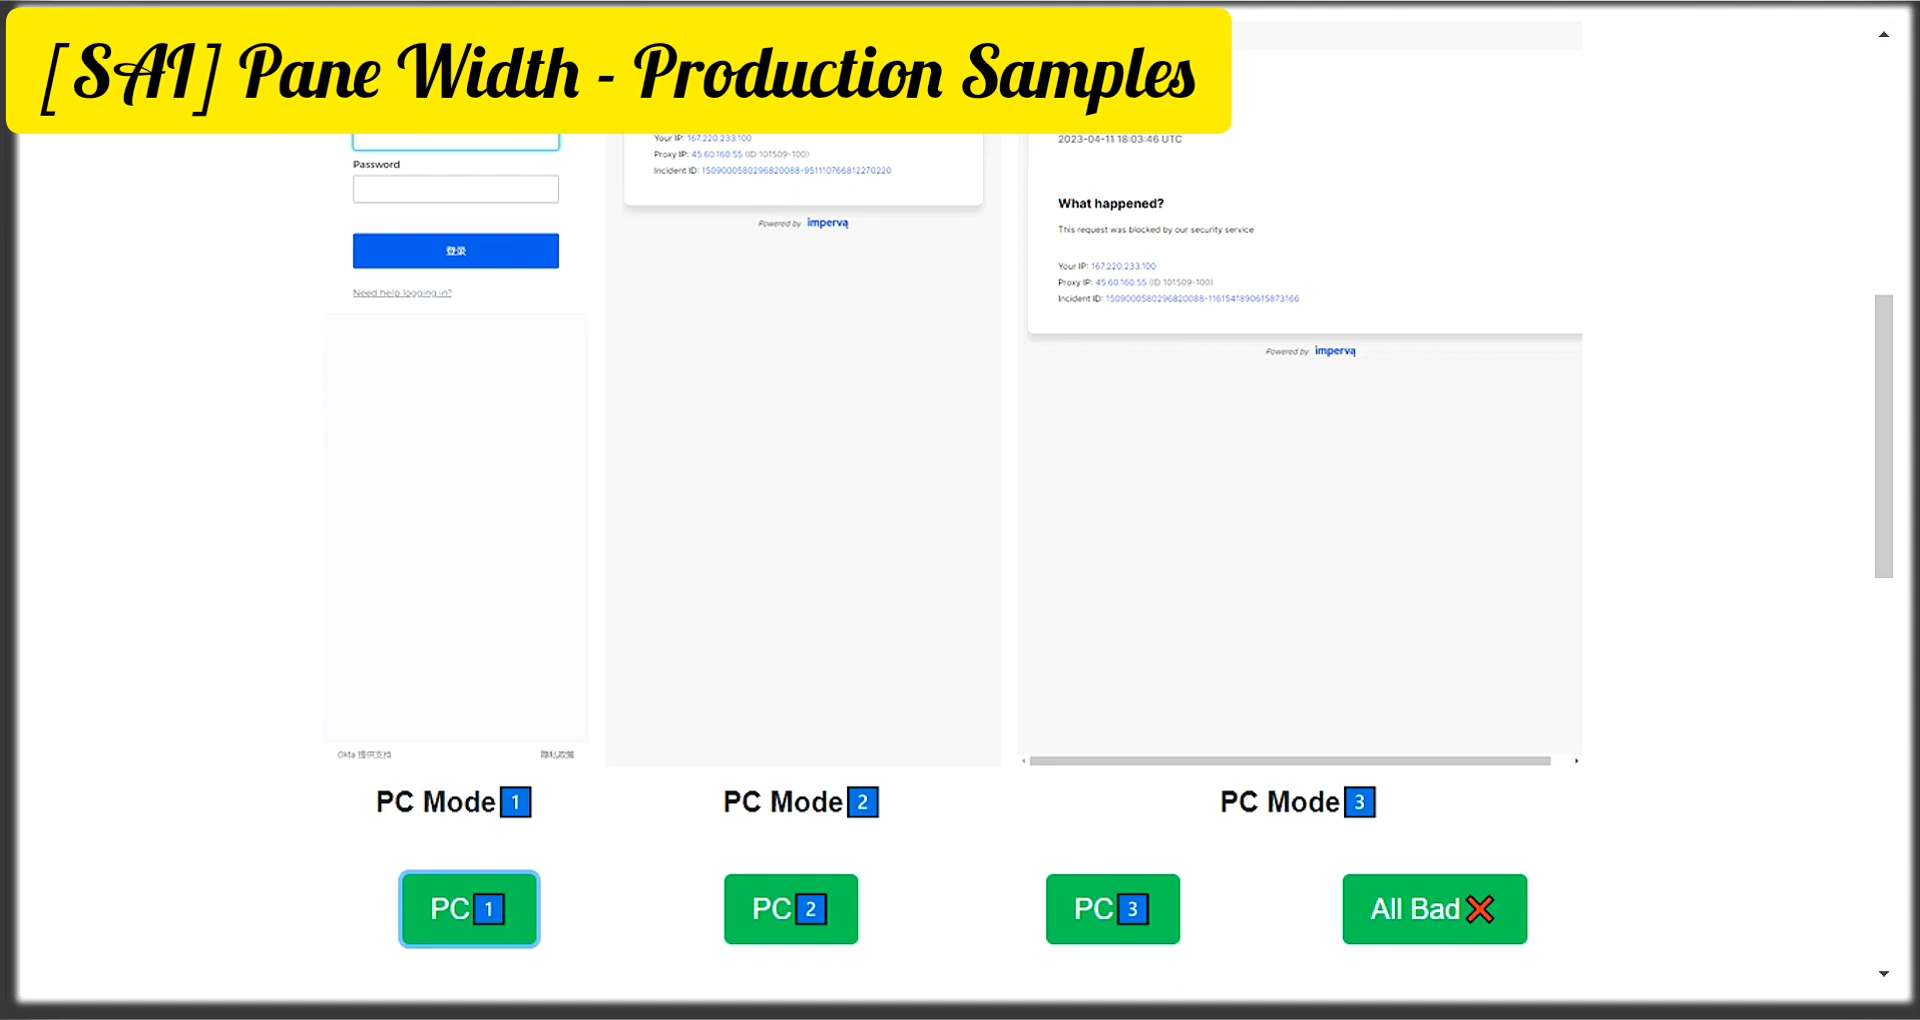 [SAI] Pane Width - Production Samples
Password
登录
Need help logging in?
Okta 提供支持
隐私政策
Your IP: 167.220.233.100
Proxy IP: 45.60.160.55 (ID 101509-100)
Incident ID: 1509000580296820088-951110766812270220
Powered by imperva
2023-04-11 18:03:46 UTC
What happened?
This request was blocked by our security service
Your IP: 167.220.233.100
Proxy IP: 45.60.160.55 (ID 101509-100)
Incident ID: 1509000580296820088-1161541890615873166
Powered by imperva
PC Mode 1
PC Mode 2
PC Mode 3
PC 1
PC 2
PC 3
All Bad ❌